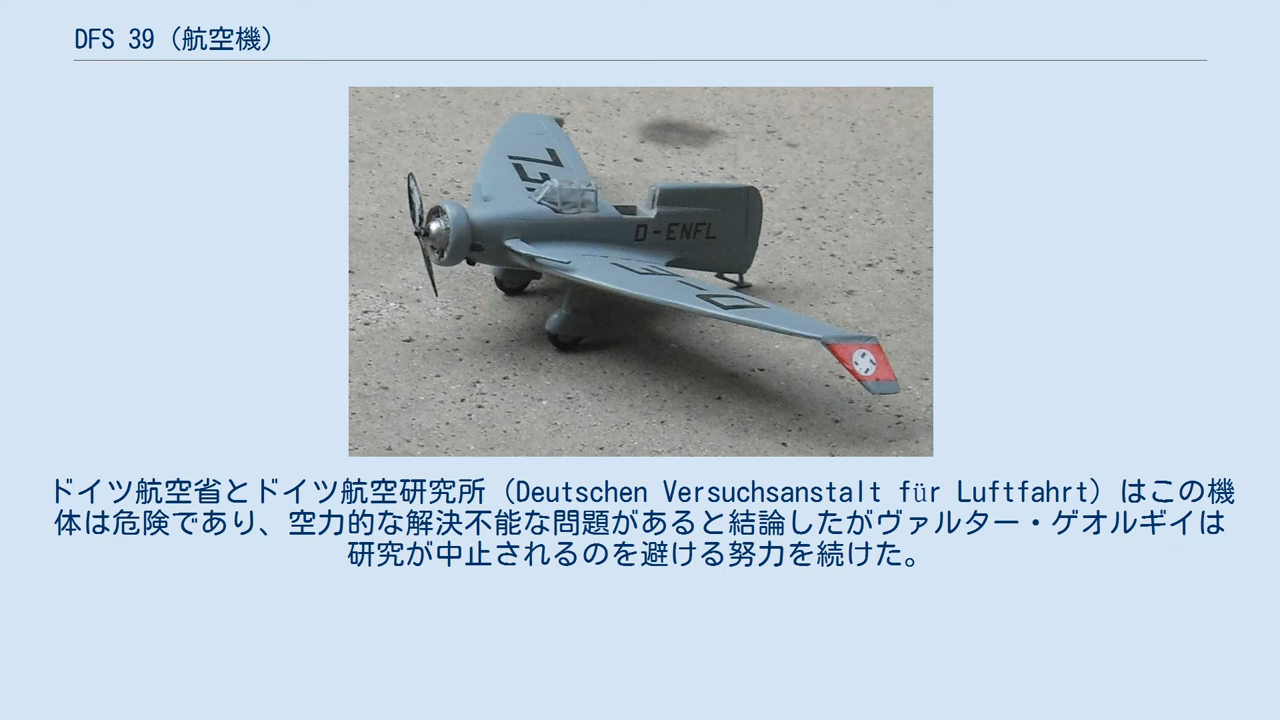 DFS 39（航空機）
73
D-ENFL
D-E
ドイツ航空省とドイツ航空研究所（Deutschen Versuchsanstalt für Luftfahrt）はこの機
体は危険であり、空力的な解決不能な問題があると結論したがヴァルター・ゲオルギイは
研究が中止されるのを避ける努力を続けた。